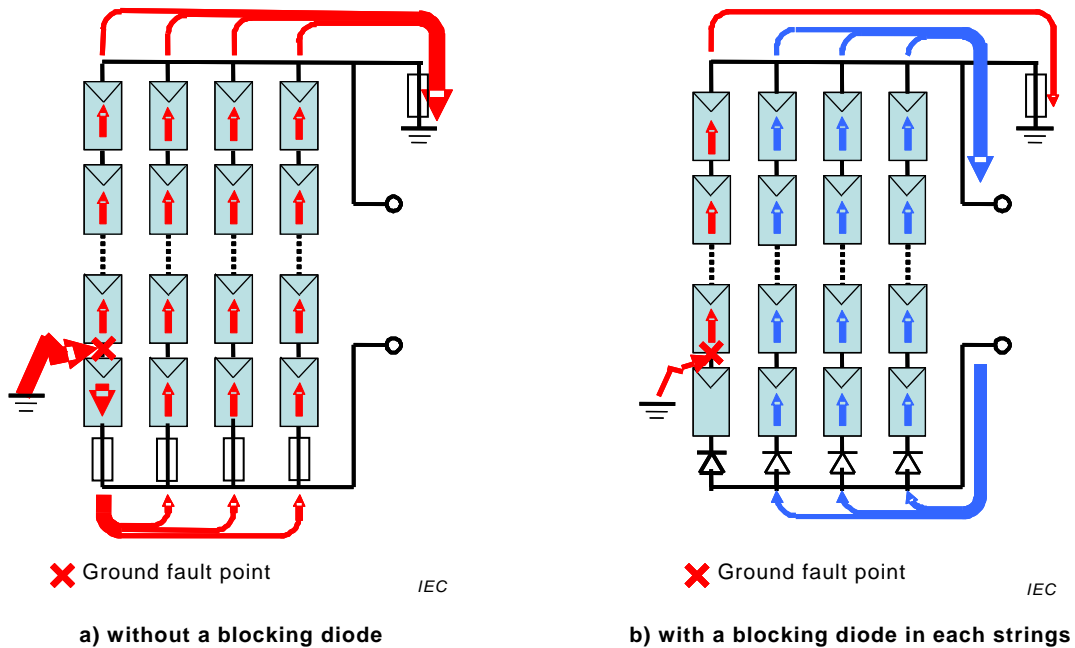 Ground fault point
IEC
a) without a blocking diode
Ground fault point
IEC
b) with a blocking diode in each strings